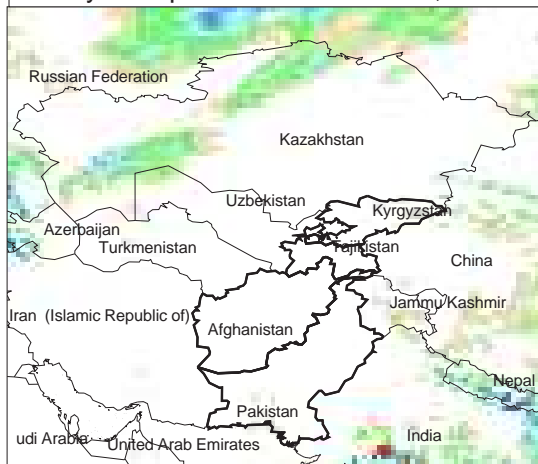 Russian Federation
Kazakhstan
Uzbekistan
Kyrgyzstan
Azerbaijan
Turkmenistan
Tajikistan
China
Jammu Kashmir
Iran (Islamic Republic of)
Afghanistan
Nepal
Pakistan
udi Arabia
United Arab Emirates
India